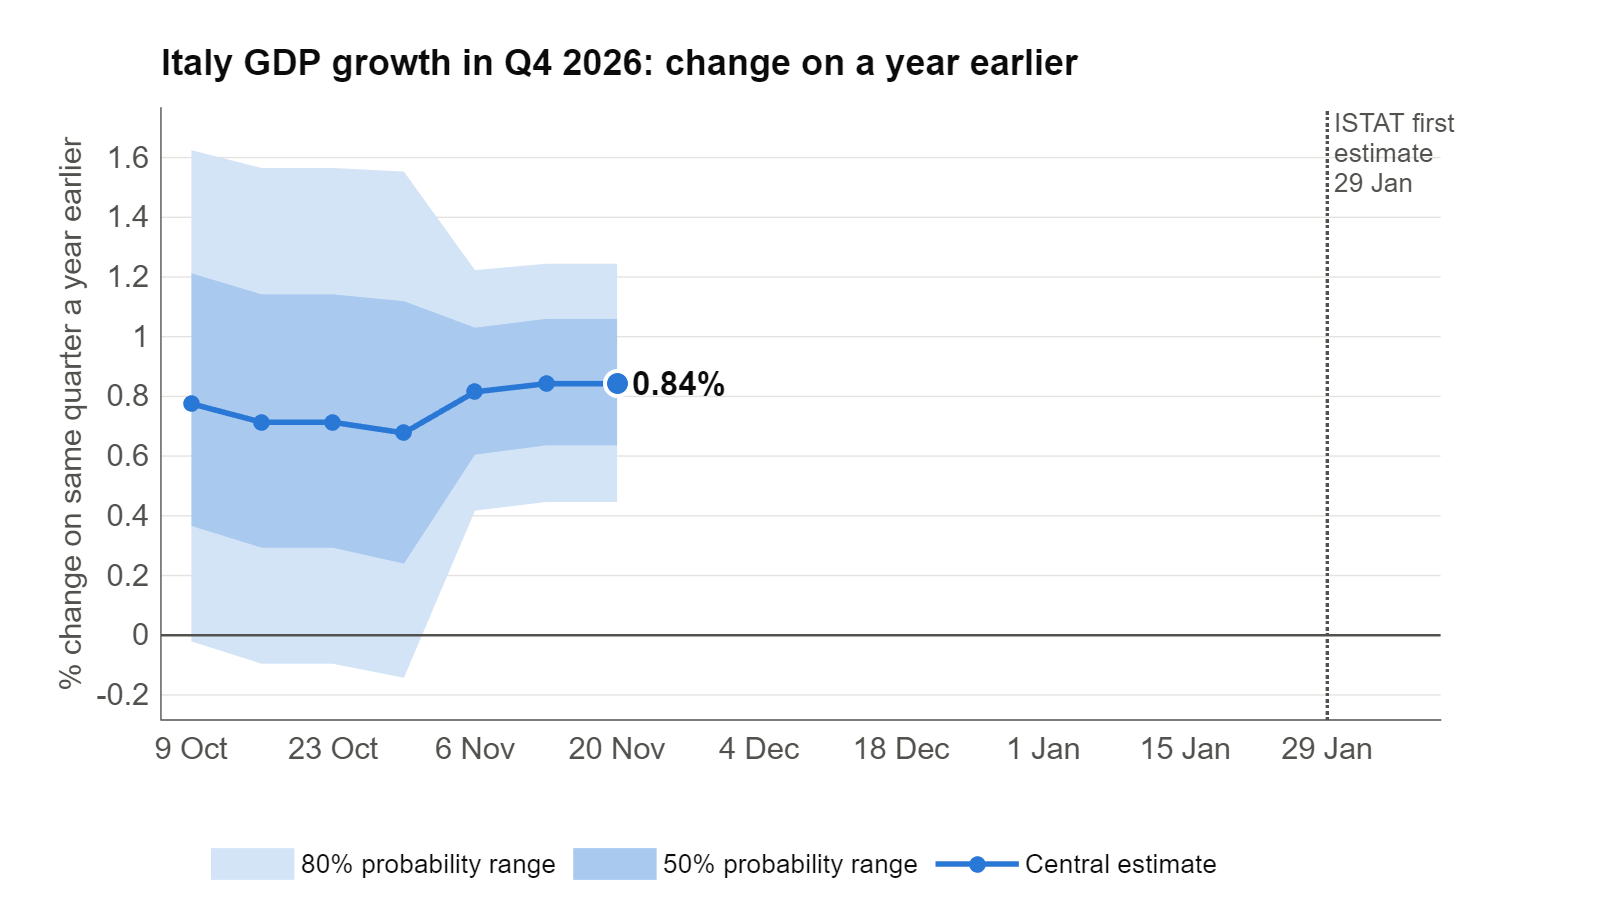 Italy GDP growth in Q4 2026: change on a year earlier
% change on same quarter a year earlier
1.6
1.4
1.2
1
0.8
0.6
0.4
0.2
0
-0.2
0.84%
ISTAT first
estimate
29 Jan
9 Oct 23 Oct 6 Nov 20 Nov 4 Dec 18 Dec 1 Jan 15 Jan 29 Jan
80% probability range 50% probability range Central estimate